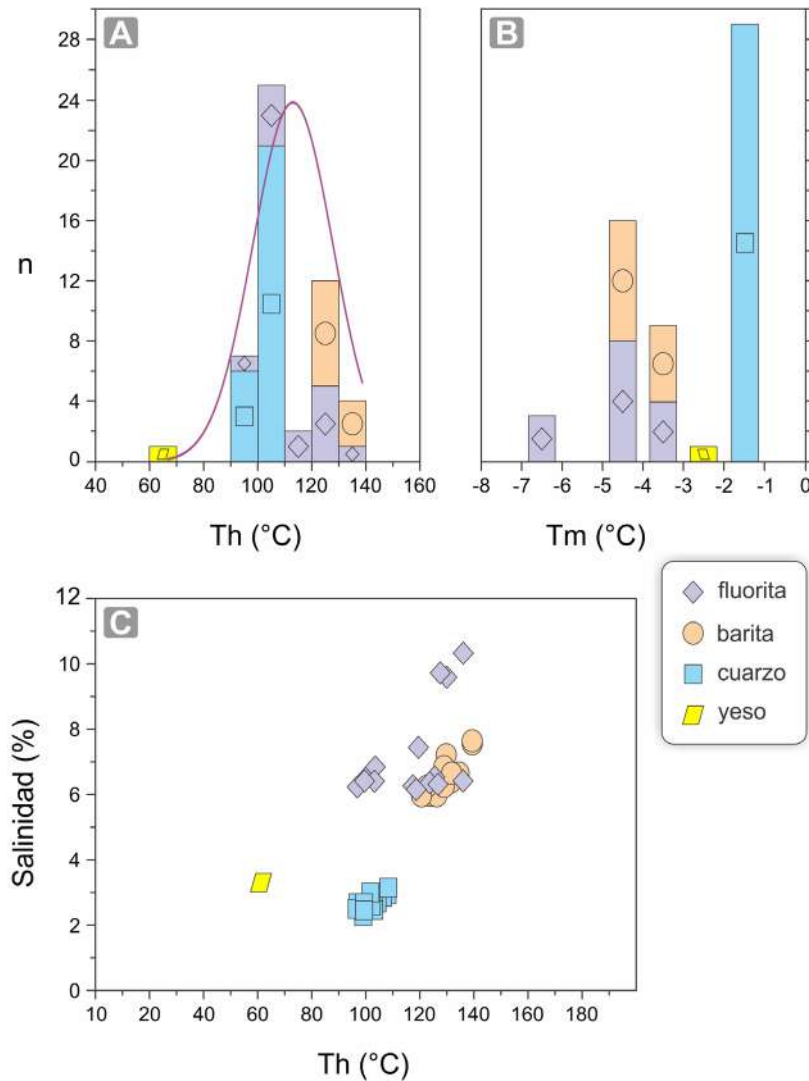 A
B
28
24
20
16
12
8
4
0
n
40 60 80 100 120 140 160
-8 -7 -6 -5 -4 -3 -2 -1 0
Th (°C)
Tm (°C)
C
12
10
8
6
4
2
0
Salinidad (%)
10 20 60 80 100 120 140 160 180
Th (°C)
fluorita
barita
cuarzo
yeso